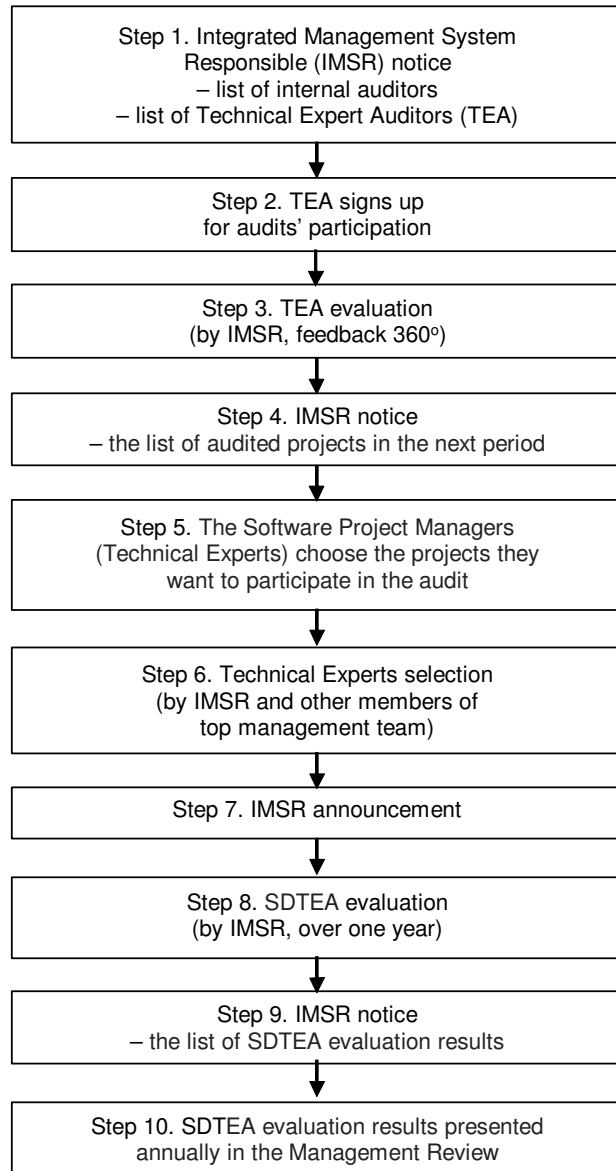 Step 1. Integrated Management System
Responsible (IMSR) notice
– list of internal auditors
– list of Technical Expert Auditors (TEA)
Step 2. TEA signs up
for audits’ participation
Step 3. TEA evaluation
(by IMSR, feedback 360º)
Step 4. IMSR notice
– the list of audited projects in the next period
Step 5. The Software Project Managers
(Technical Experts) choose the projects they
want to participate in the audit
Step 6. Technical Experts selection
(by IMSR and other members of
top management team)
Step 7. IMSR announcement
Step 8. SDTEA evaluation
(by IMSR, over one year)
Step 9. IMSR notice
– the list of SDTEA evaluation results
Step 10. SDTEA evaluation results presented
annually in the Management Review